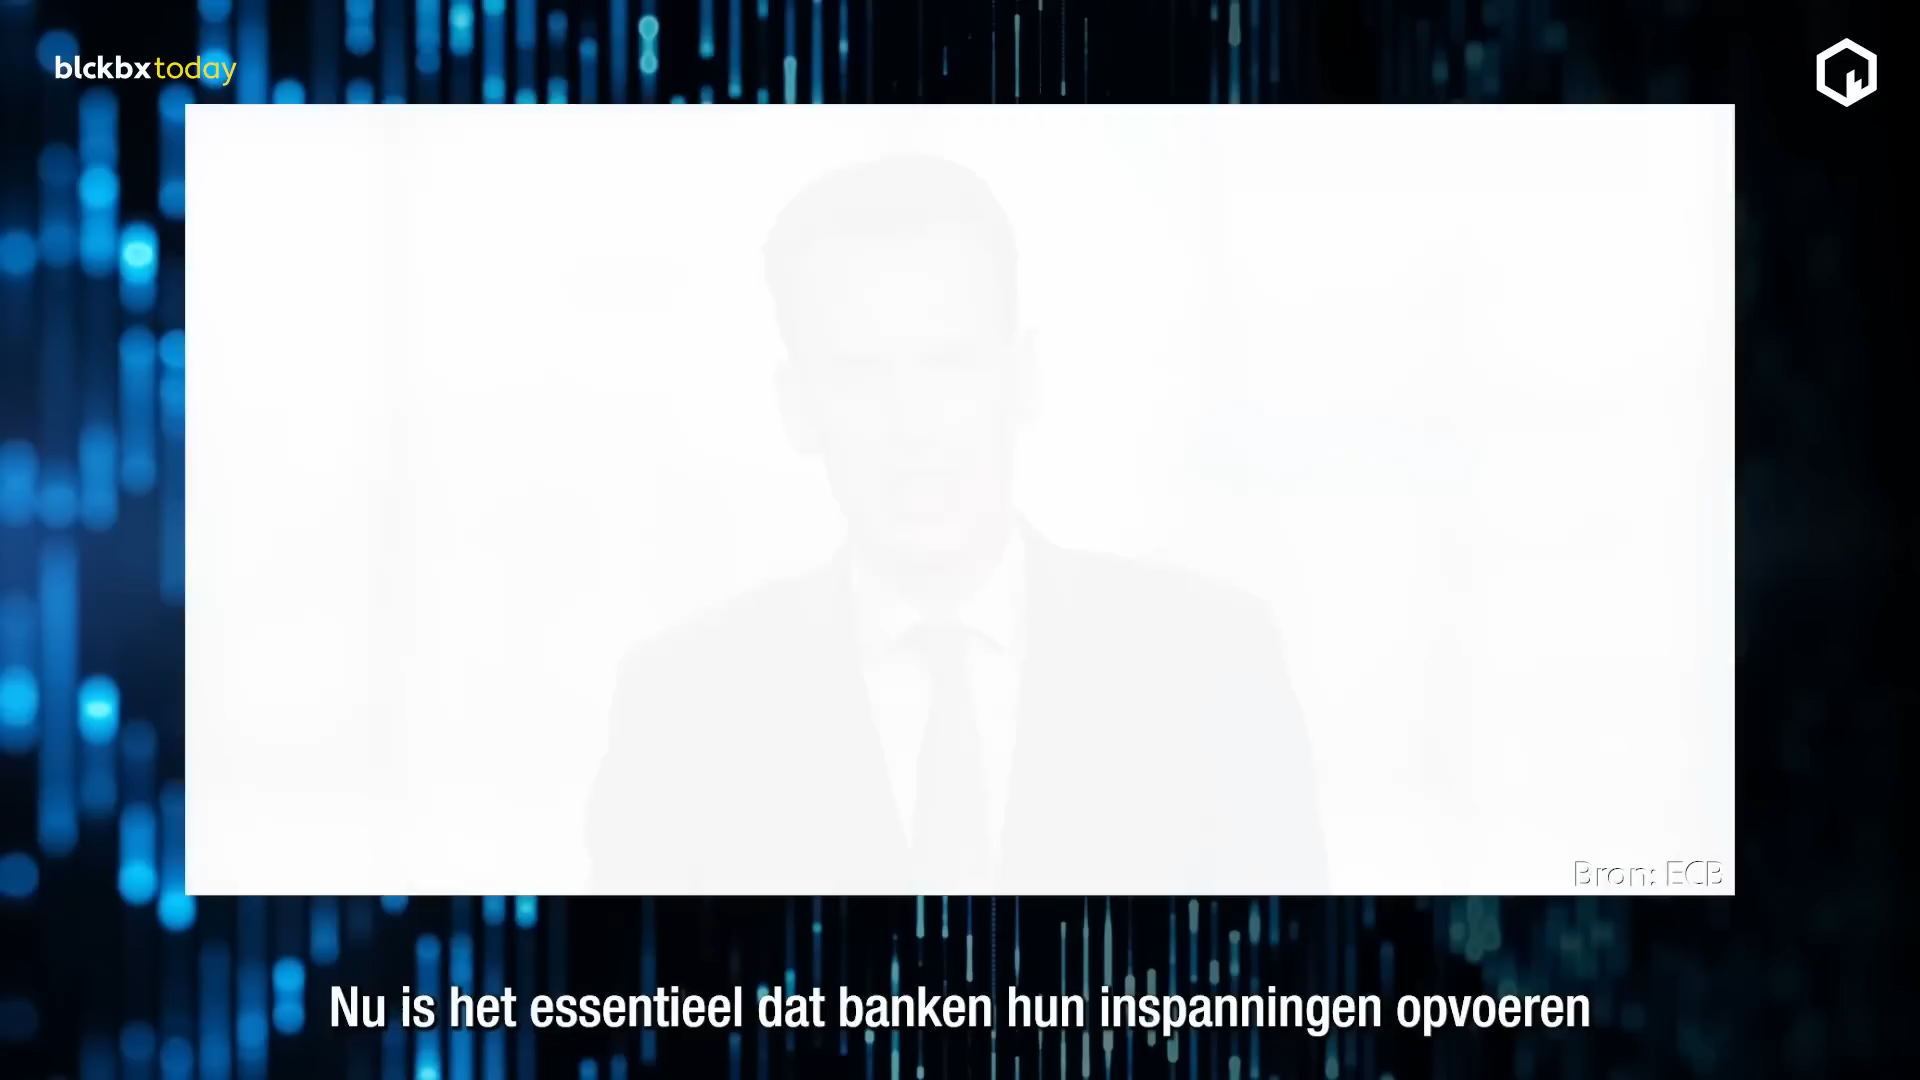 blckbxtoday
Bron: ECB
Nu is het essentieel dat banken hun inspanningen opvoeren